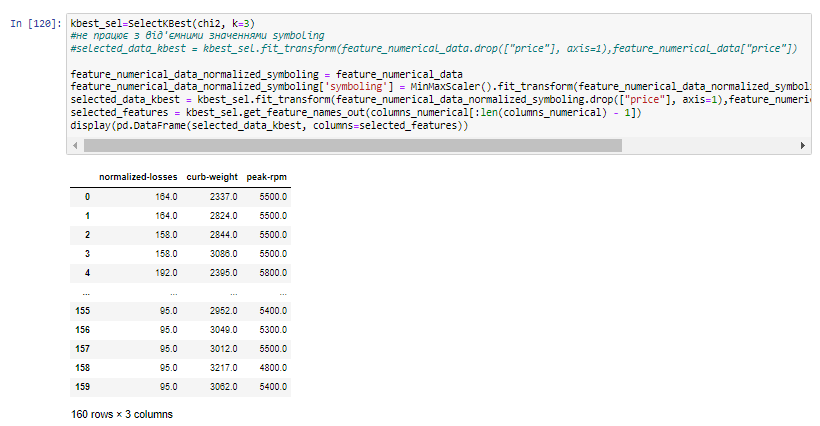 In [120]: kbest_sel=SelectKBest(chi2, k=3)
#не працює з від'ємними значеннями symboling
#selected_data_kbest = kbest_sel.fit_transform(feature_numerical_data.drop(["price"], axis=1),feature_numerical_data["price"])
feature_numerical_data_normalized_symboling = feature_numerical_data
feature_numerical_data_normalized_symboling['symboling'] = MinMaxScaler().fit_transform(feature_numerical_data_normalized_symbol
selected_data_kbest = kbest_sel.fit_transform(feature_numerical_data_normalized_symboling.drop(["price"], axis=1),feature_numeri
selected_features = kbest_sel.get_feature_names_out(columns_numerical[:len(columns_numerical) - 1])
display(pd.DataFrame(selected_data_kbest, columns=selected_features))
normalized-losses curb-weight peak-rpm
0 164.0 2337.0 5500.0
1 164.0 2824.0 5500.0
2 158.0 2844.0 5500.0
3 158.0 3086.0 5500.0
4 192.0 2395.0 5800.0
... ... ... ...
155 95.0 2952.0 5400.0
156 95.0 3049.0 5300.0
157 95.0 3012.0 5500.0
158 95.0 3217.0 4800.0
159 95.0 3062.0 5400.0
160 rows × 3 columns